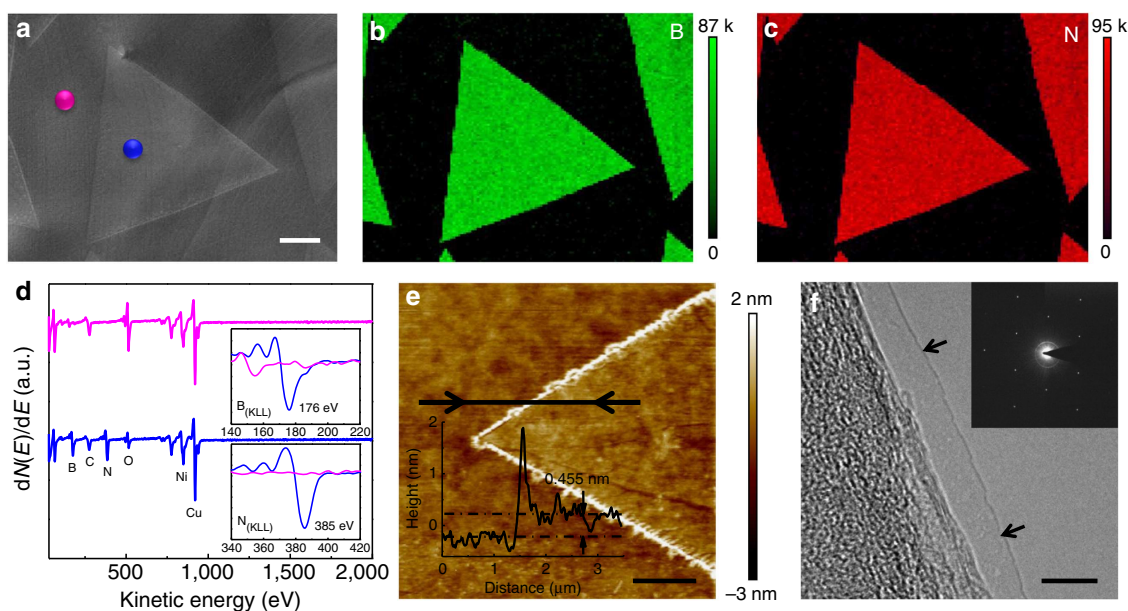 a
b
B
87 k
0
c
N
95 k
0
d
dN(E)/dE (a.u.)
B
C
N
O
Ni
Cu
500
1,000
1,500
2,000
Kinetic energy (eV)
B(KLL)
176 eV
140 160 180 200 220
N(KLL)
385 eV
340 360 380 400 420
e
2 nm
–3 nm
Height (nm)
2
1
0
0.455 nm
0 1 2 3
Distance (μm)
f